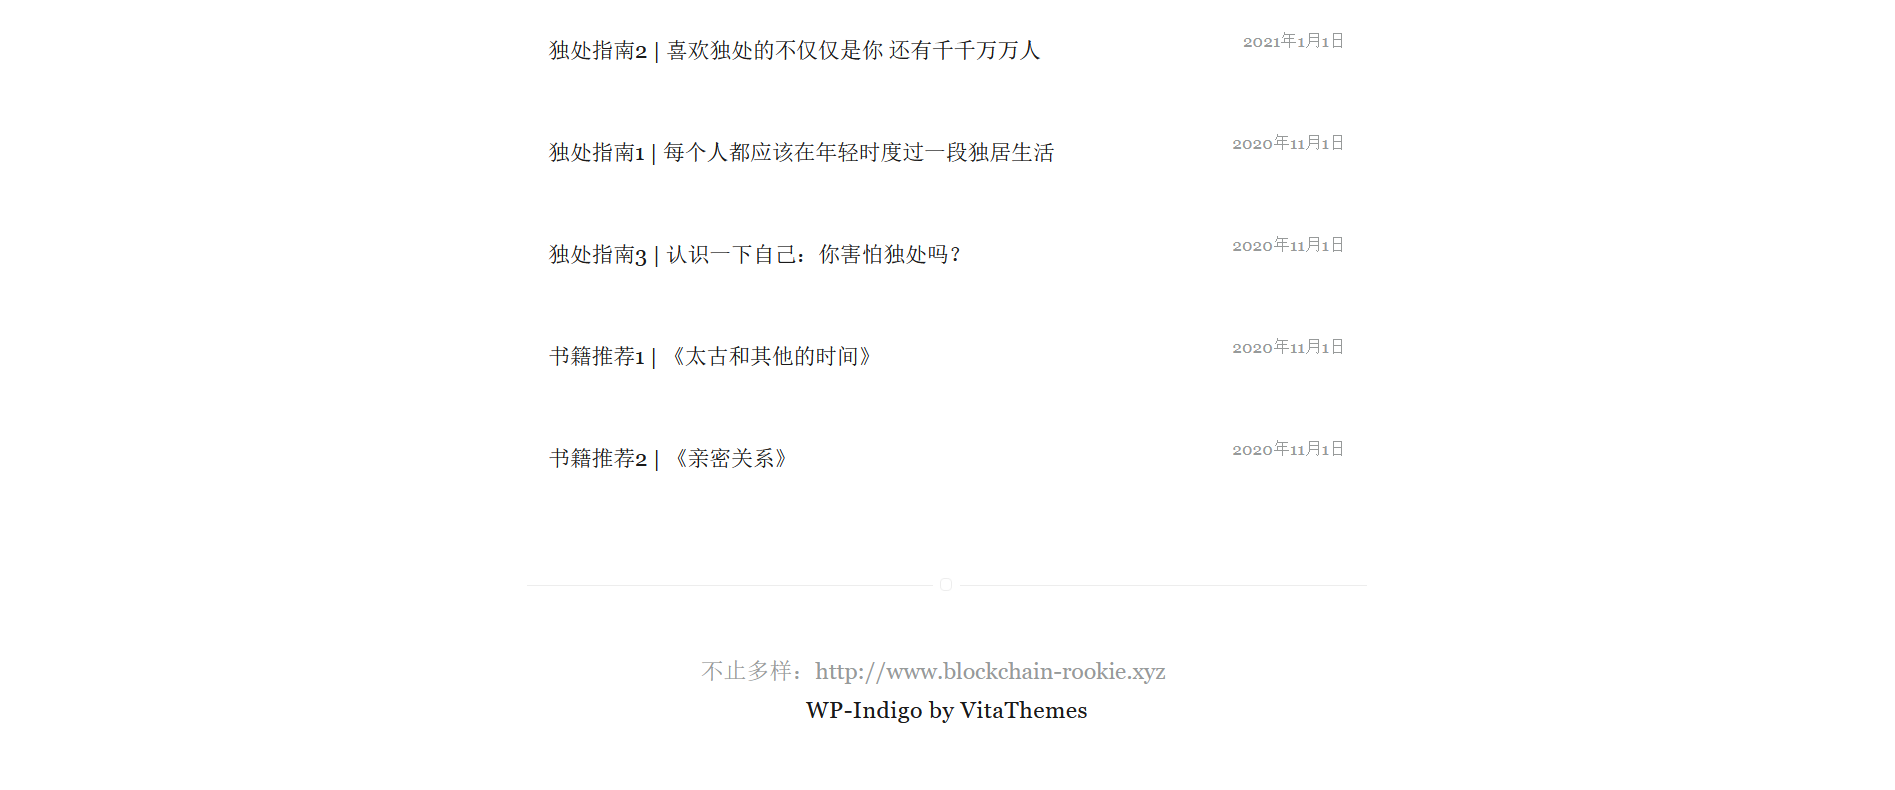 独处指南2 | 喜欢独处的不仅仅是你 还有千千万万人
2021年1月1日
独处指南1 | 每个人都应该在年轻时度过一段独居生活
2020年11月1日
独处指南3 | 认识一下自己：你害怕独处吗？
2020年11月1日
书籍推荐1 | 《太古和其他的时间》
2020年11月1日
书籍推荐2 | 《亲密关系》
2020年11月1日
不止多样：http://www.blockchain-rookie.xyz
WP-Indigo by VitaThemes